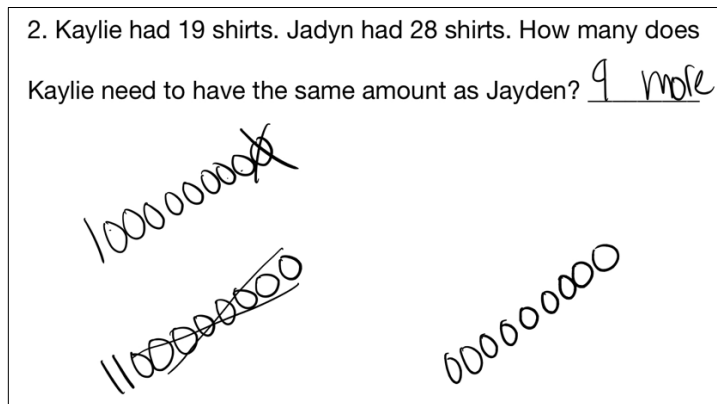 2. Kaylie had 19 shirts. Jadyn had 28 shirts. How many does
Kaylie need to have the same amount as Jayden? 9 more